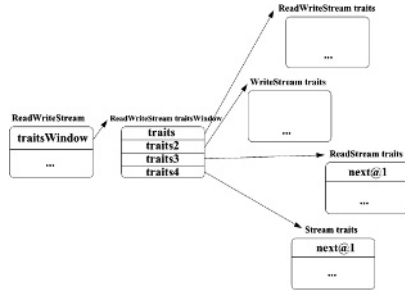 ReadWriteStream traits
...
WriteStream traits
...
ReadWriteStream
traitsWindow
...
ReadWriteStream traitsWindow
traits
traits2
traits3
traits4
ReadStream traits
next@1
...
Stream traits
next@1
...